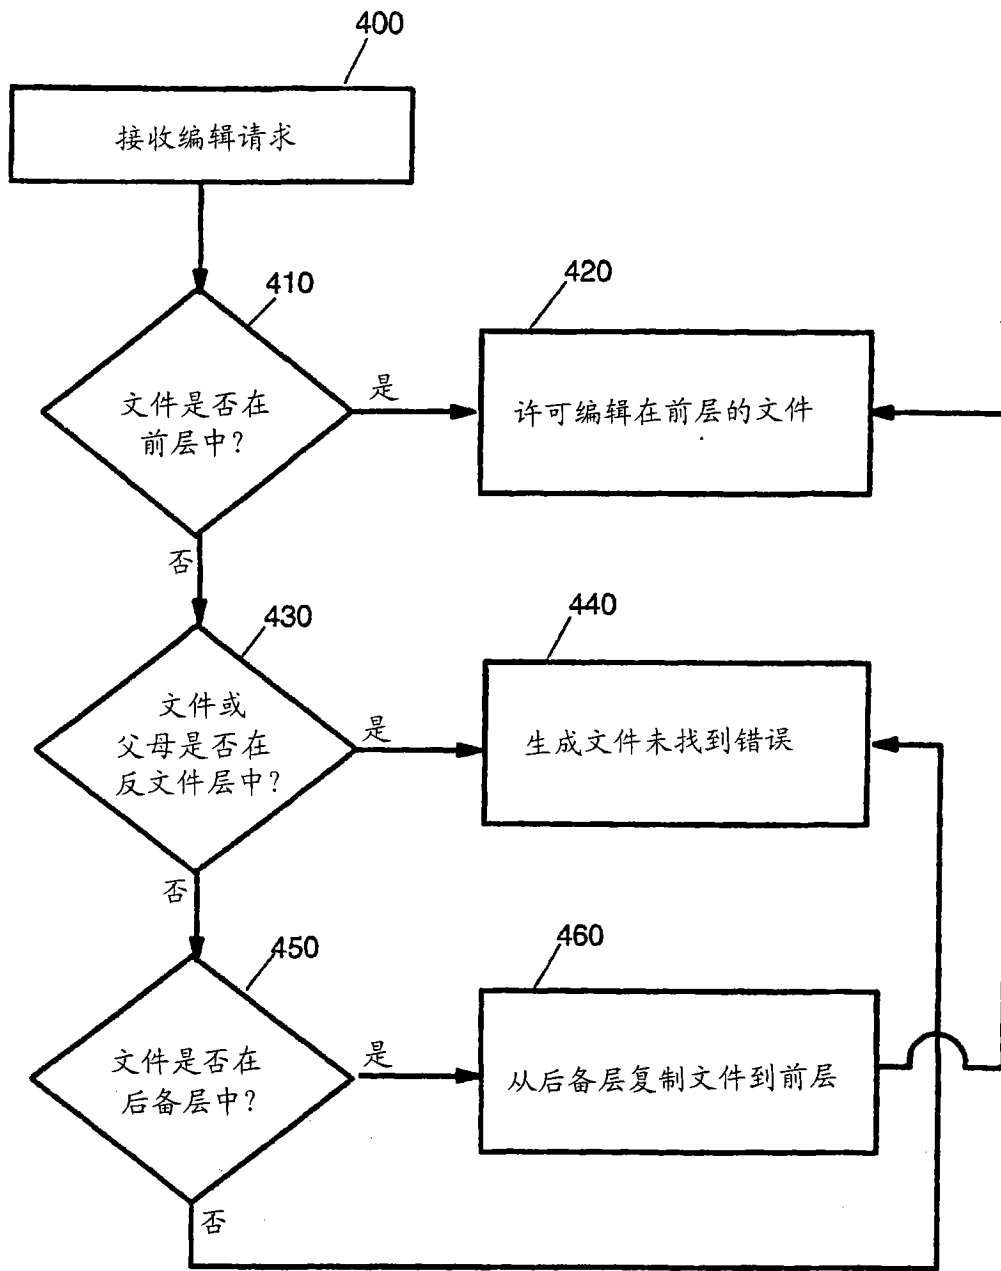 400
接收编辑请求
410
文件是否在
前层中?
是
420
许可编辑在前层的文件
否
430
文件或
父母是否在
反文件层中?
是
440
生成文件未找到错误
否
450
文件是否在
后备层中?
是
460
从后备层复制文件到前层
否